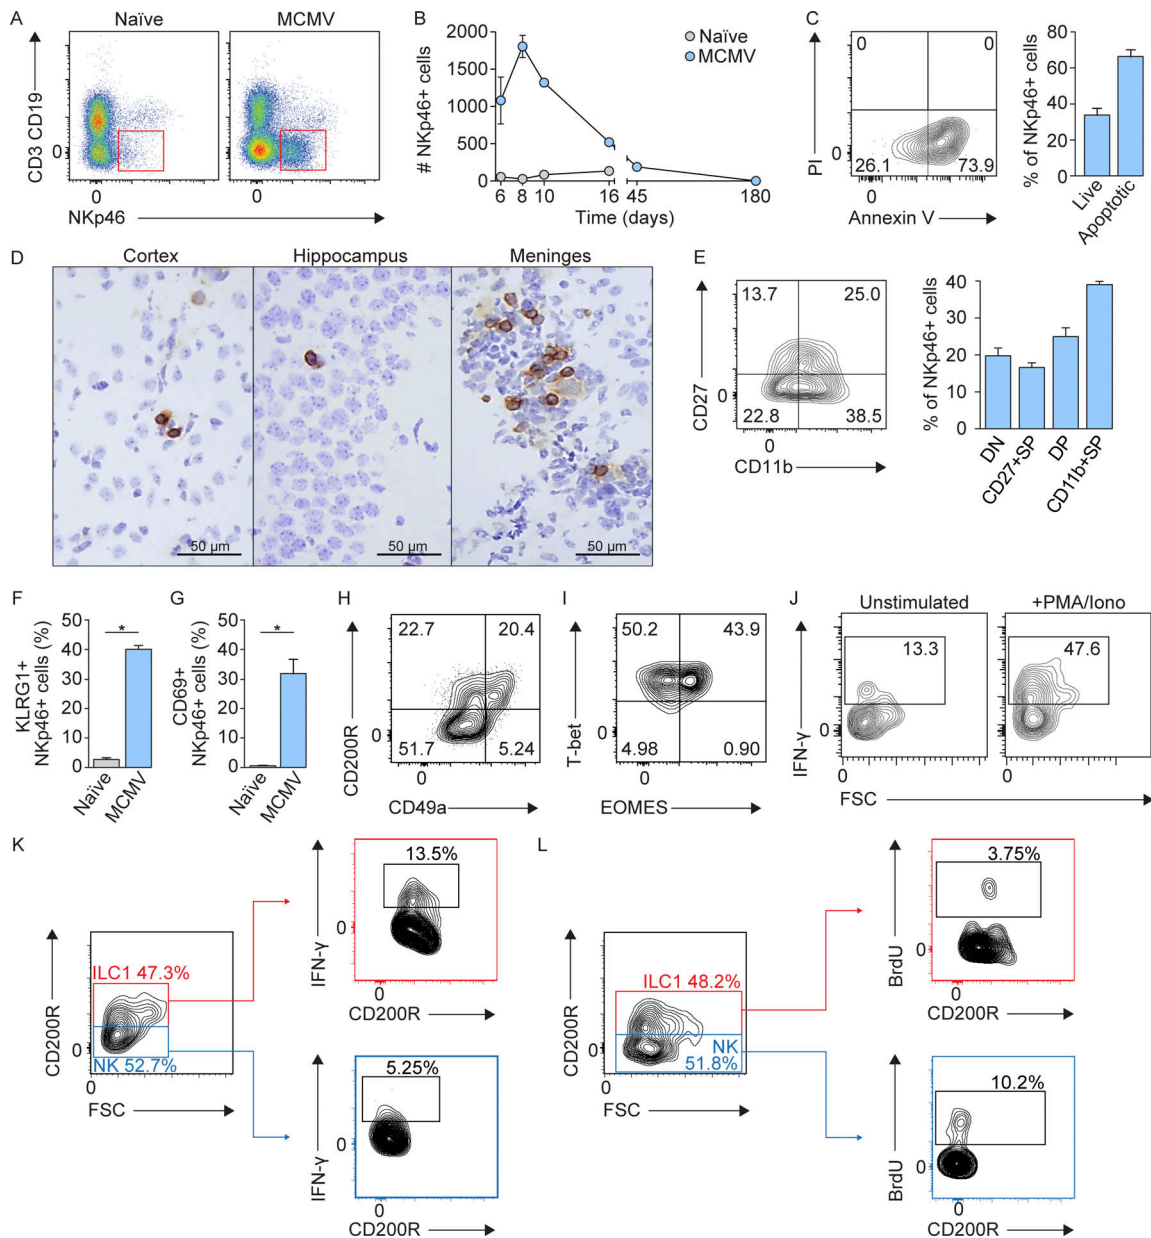 A
Naïve
MCMV
CD3 CD19
0
0
0
NKp46
B
# NKp46+ cells
2000
1500
1000
500
0
Naïve
MCMV
6
8
10
16
45
180
Time (days)
C
0
0
26.1
73.9
PI
0
0
Annexin V
% of NKp46+ cells
80
60
40
20
0
Live
Apoptotic
D
Cortex
Hippocampus
Meninges
50 µm
50 µm
50 µm
E
13.7
25.0
22.8
38.5
CD27
0
0
CD11b
% of NKp46+ cells
40
30
20
10
0
DN
CD27+SP
DP
CD11b+SP
F
KLRG1+
NKp46+ cells (%)
50
40
30
20
10
0
*
Naïve
MCMV
G
CD69+
NKp46+ cells (%)
50
40
30
20
10
0
*
Naïve
MCMV
H
22.7
20.4
51.7
5.24
CD200R
0
0
CD49a
I
50.2
43.9
4.98
0.90
T-bet
0
0
EOMES
J
Unstimulated
+PMA/Iono
13.3
47.6
IFN-γ
0
0
0
FSC
K
CD200R
ILC1 47.3%
NK 52.7%
0
0
FSC
13.5%
IFN-γ
0
0
CD200R
5.25%
IFN-γ
0
0
CD200R
L
CD200R
ILC1 48.2%
NK
51.8%
0
0
FSC
3.75%
BrdU
0
0
CD200R
10.2%
BrdU
0
0
CD200R